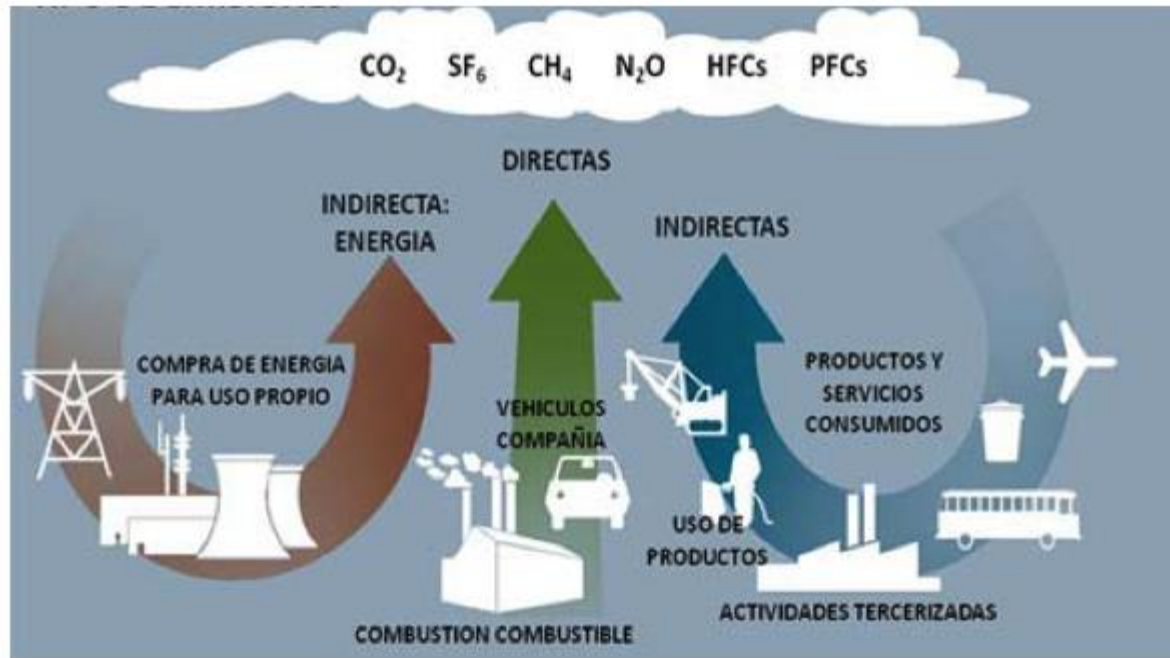 CO₂ SF₆ CH₄ N₂O HFCs PFCs
DIRECTAS
INDIRECTA:
ENERGIA
INDIRECTAS
COMPRA DE ENERGIA
PARA USO PROPIO
VEHICULOS
COMPAÑIA
PRODUCTOS Y
SERVICIOS
CONSUMIDOS
USO DE
PRODUCTOS
COMBUSTION COMBUSTIBLE
ACTIVIDADES TERCERIZADAS